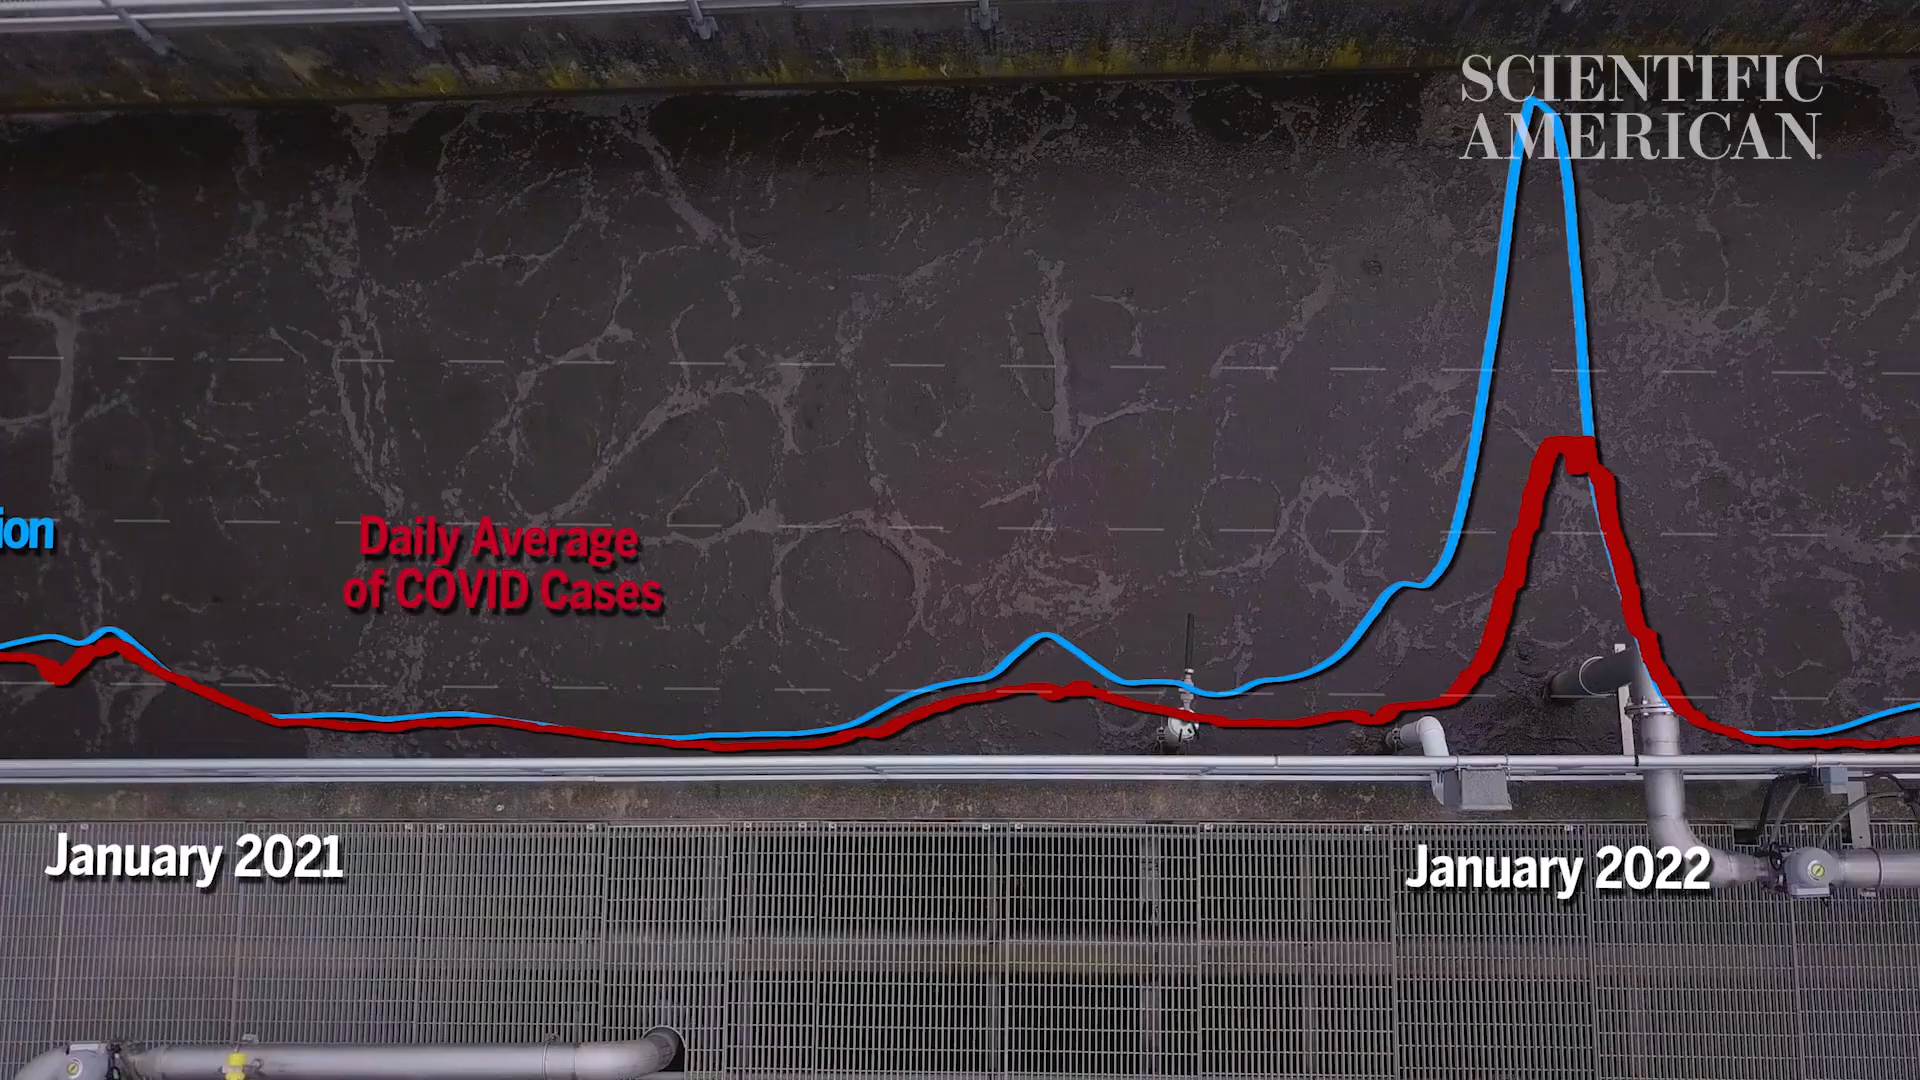 SCIENTIFIC
AMERICAN
ion
Daily Average
of COVID Cases
January 2021
January 2022